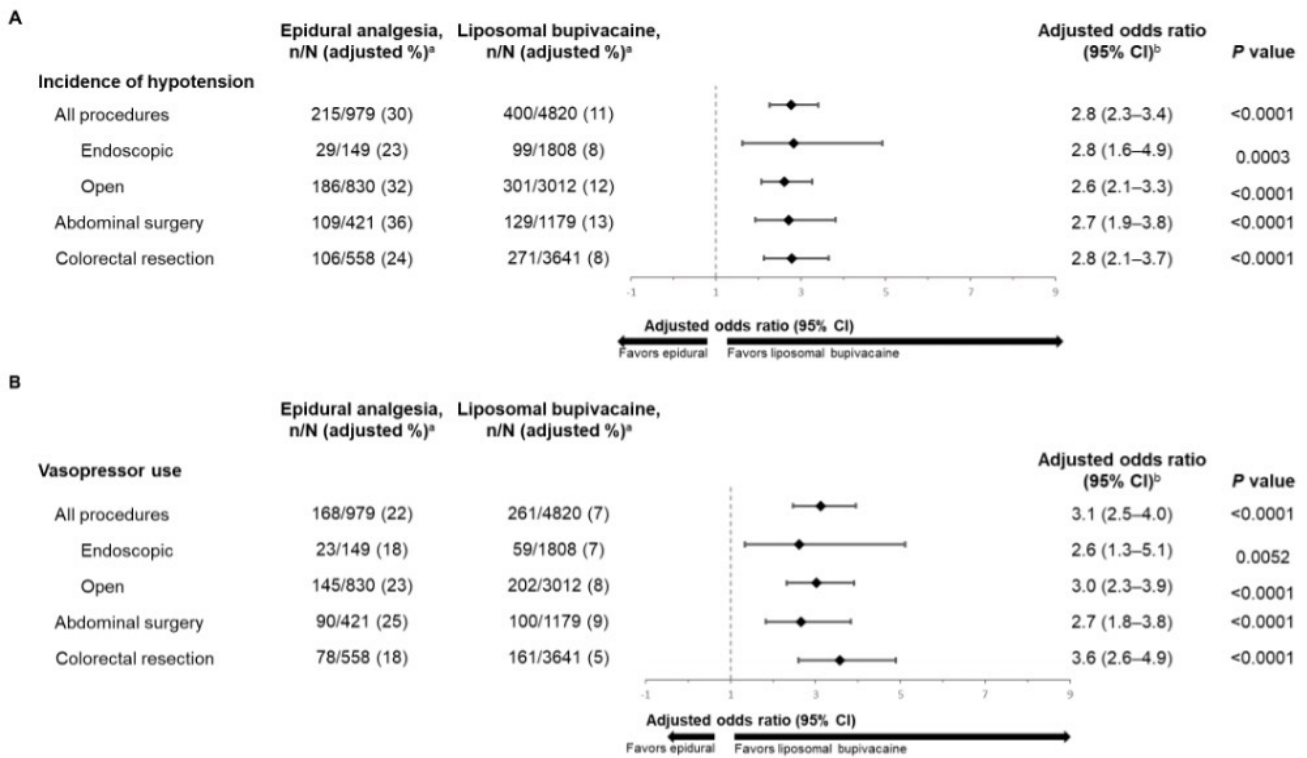 A
Epidural analgesia, Liposomal bupivacaine, Adjusted odds ratio
n/N (adjusted %)ᵃ n/N (adjusted %)ᵃ (95% CI)ᵇ P value
Incidence of hypotension
All procedures 215/979 (30) 400/4820 (11) 2.8 (2.3–3.4) <0.0001
Endoscopic 29/149 (23) 99/1808 (8) 2.8 (1.6–4.9) 0.0003
Open 186/830 (32) 301/3012 (12) 2.6 (2.1–3.3) <0.0001
Abdominal surgery 109/421 (36) 129/1179 (13) 2.7 (1.9–3.8) <0.0001
Colorectal resection 106/558 (24) 271/3641 (8) 2.8 (2.1–3.7) <0.0001
-1 1 3 5 7 9
Adjusted odds ratio (95% CI)
Favors epidural Favors liposomal bupivacaine
B
Epidural analgesia, Liposomal bupivacaine,
n/N (adjusted %)ᵃ n/N (adjusted %)ᵃ
Adjusted odds ratio
Vasopressor use (95% CI)ᵇ P value
All procedures 168/979 (22) 261/4820 (7) 3.1 (2.5–4.0) <0.0001
Endoscopic 23/149 (18) 59/1808 (7) 2.6 (1.3–5.1) 0.0052
Open 145/830 (23) 202/3012 (8) 3.0 (2.3–3.9) <0.0001
Abdominal surgery 90/421 (25) 100/1179 (9) 2.7 (1.8–3.8) <0.0001
Colorectal resection 78/558 (18) 161/3641 (5) 3.6 (2.6–4.9) <0.0001
-1 1 3 5 7 9
Adjusted odds ratio (95% CI)
Favors epidural Favors liposomal bupivacaine